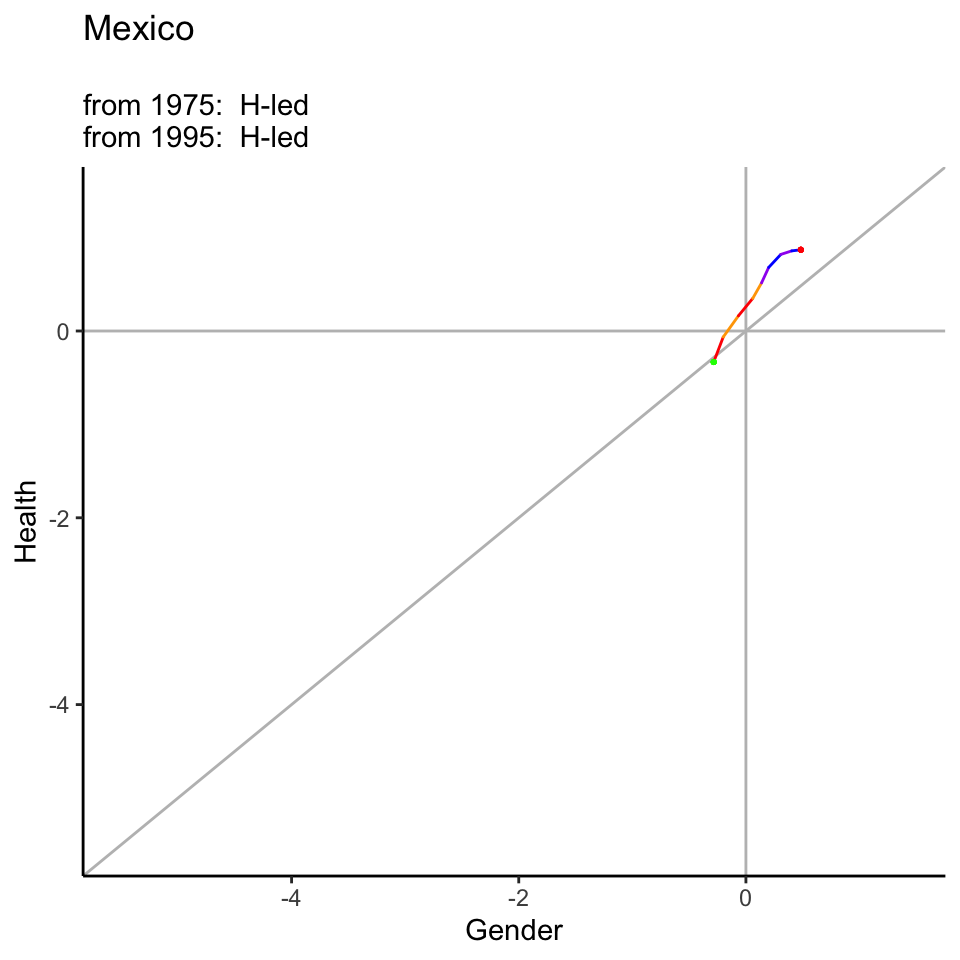 Mexico
from 1975:  H-led
from 1995:  H-led
Health
0
-2
-4
-4
-2
0
Gender